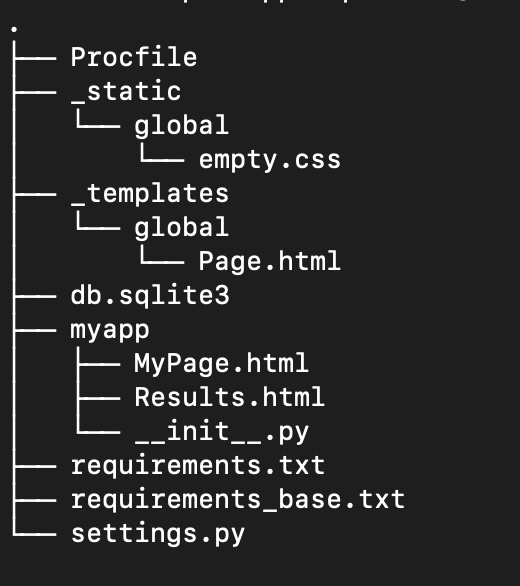 .
├── Procfile
├── _static
│   └── global
│       └── empty.css
├── _templates
│   └── global
│       └── Page.html
├── db.sqlite3
├── myapp
│   ├── MyPage.html
│   ├── Results.html
│   └── __init__.py
├── requirements.txt
├── requirements_base.txt
└── settings.py